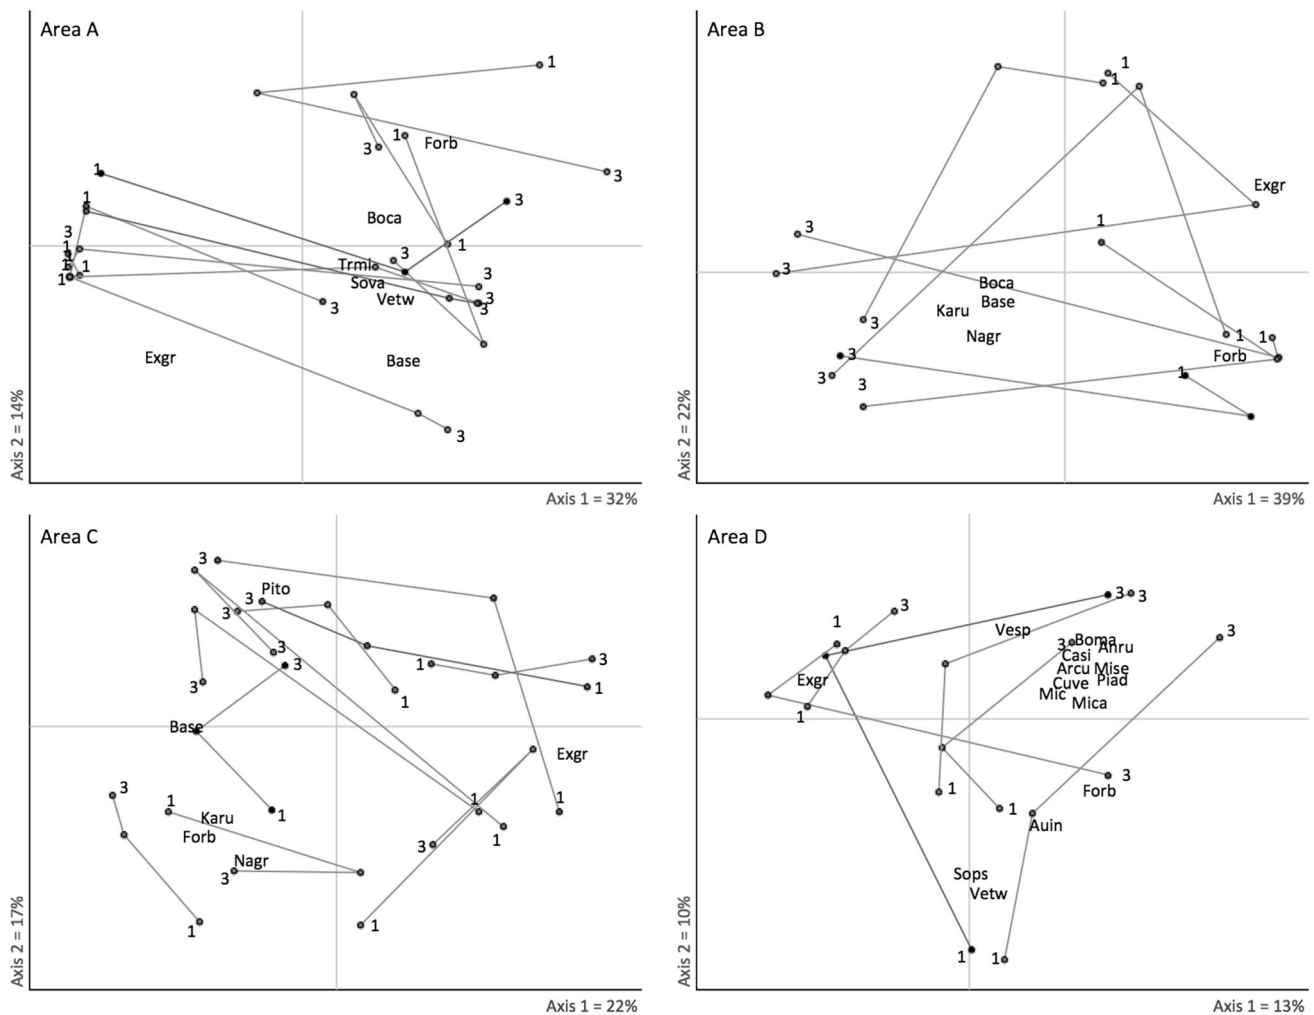 Area A
1
1
Forb
3
3
1
3
1
Boca
3
1
3
1
3
Trml
3
1
Sova
Vetw
3
3
1
3
Exgr
Base
3
Axis 2 = 14%
Axis 1 = 32%
Area B
1
1
Exgr
1
3
3
Boca
Base
Karu
3
Nagr
1
1
3
Forb
3
3
1
Axis 2 = 22%
Axis 1 = 39%
Area C
3
Pito
3
3
3
3
1
3
3
1
1
Base
Exgr
3
1
1
1
1
Karu
Forb
1
3
Nagr
3
1
1
Axis 2 = 17%
Axis 1 = 22%
Area D
3
3
3
1
Vesp
3
3
Boma
Anru
Casi
Arcu
Mise
Exgr
Cuve
Piad
Mic
Mica
1
3
1
Forb
1
Auin
Sops
Vetw
1
1
Axis 2 = 10%
Axis 1 = 13%